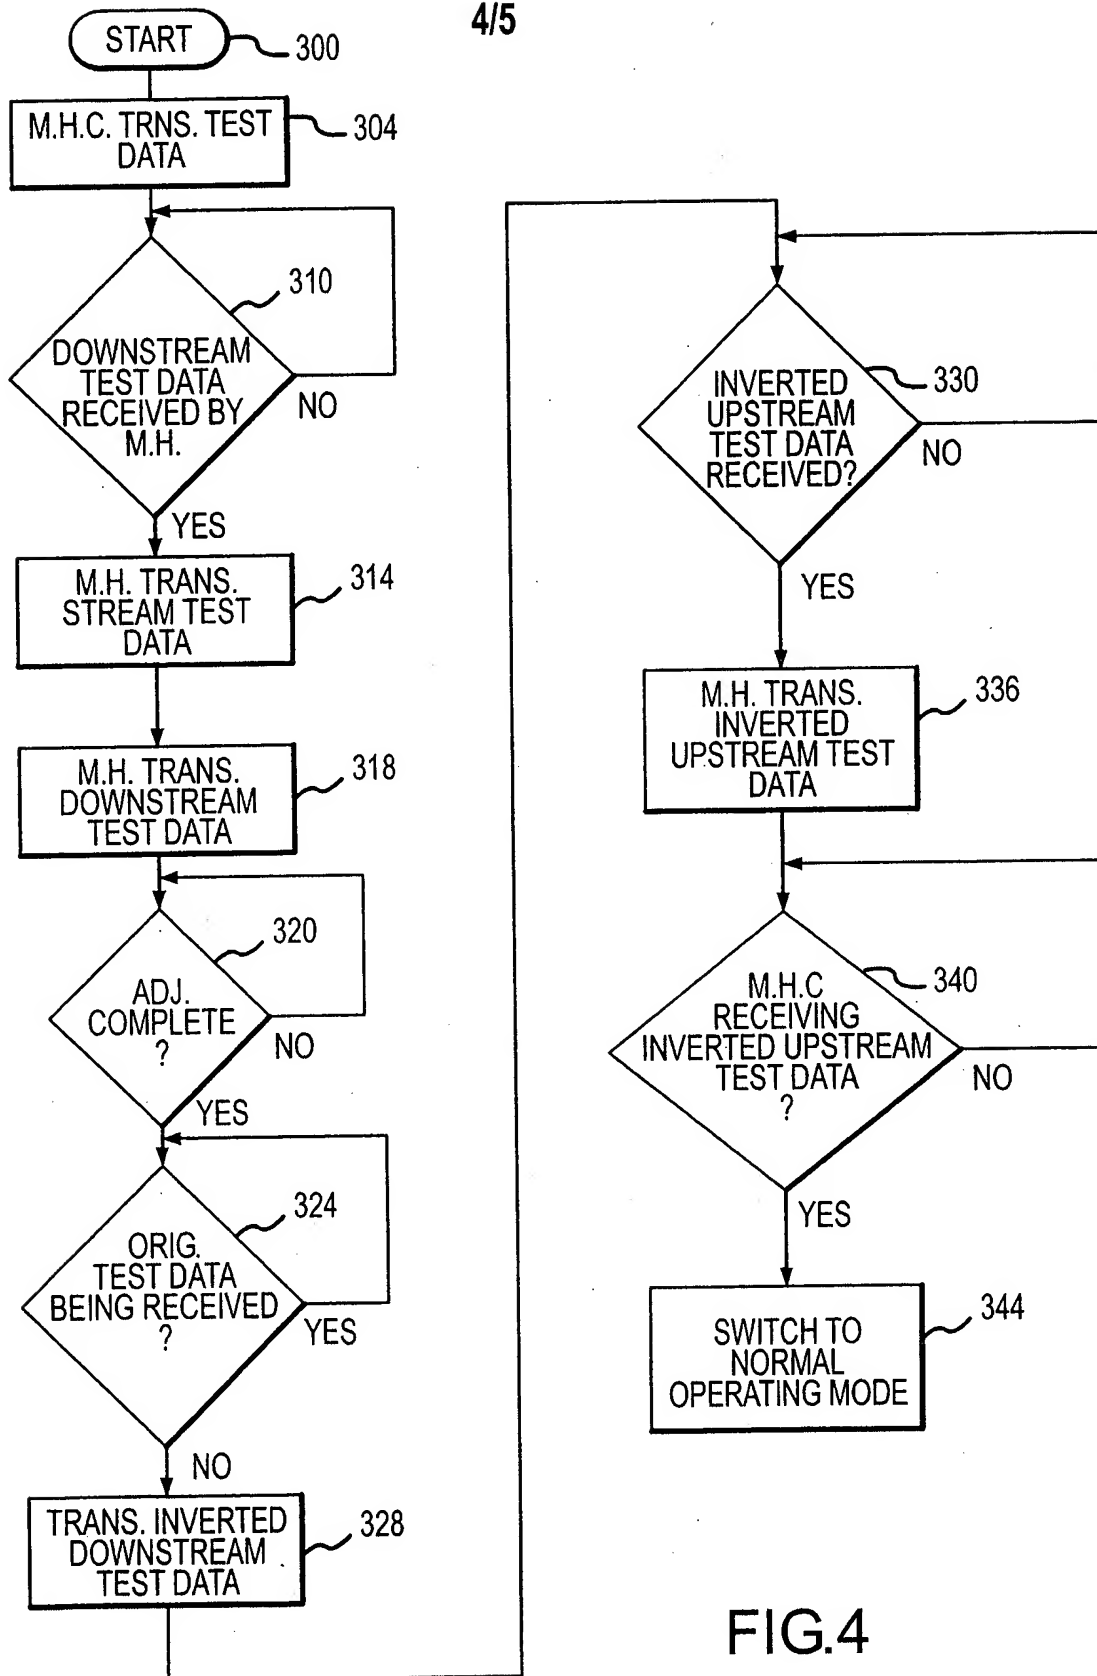 4/5
START
300
M.H.C. TRNS. TEST
DATA
304
310
DOWNSTREAM
TEST DATA
RECEIVED BY
M.H.
NO
YES
M.H. TRANS.
STREAM TEST
DATA
314
M.H. TRANS.
DOWNSTREAM
TEST DATA
318
320
ADJ.
COMPLETE
?
NO
YES
324
ORIG.
TEST DATA
BEING RECEIVED
?
YES
NO
TRANS. INVERTED
DOWNSTREAM
TEST DATA
328
330
INVERTED
UPSTREAM
TEST DATA
RECEIVED?
NO
YES
M.H. TRANS.
INVERTED
UPSTREAM TEST
DATA
336
340
M.H.C
RECEIVING
INVERTED UPSTREAM
TEST DATA
?
NO
YES
SWITCH TO
NORMAL
OPERATING MODE
344
FIG.4